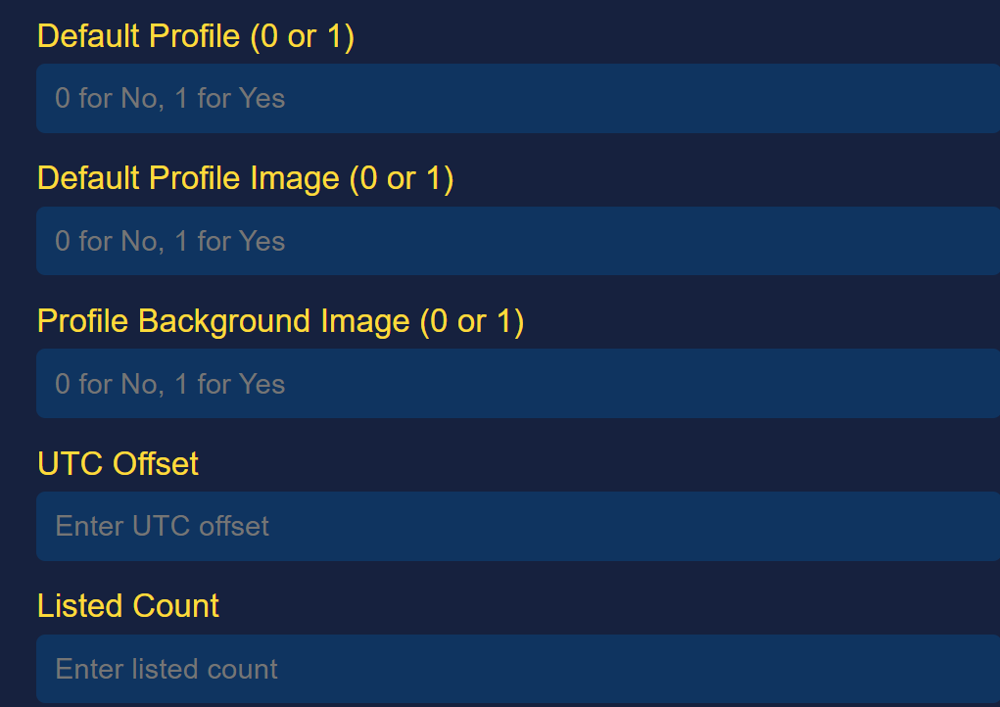 Default Profile (0 or 1)
0 for No, 1 for Yes
Default Profile Image (0 or 1)
0 for No, 1 for Yes
Profile Background Image (0 or 1)
0 for No, 1 for Yes
UTC Offset
Enter UTC offset
Listed Count
Enter listed count